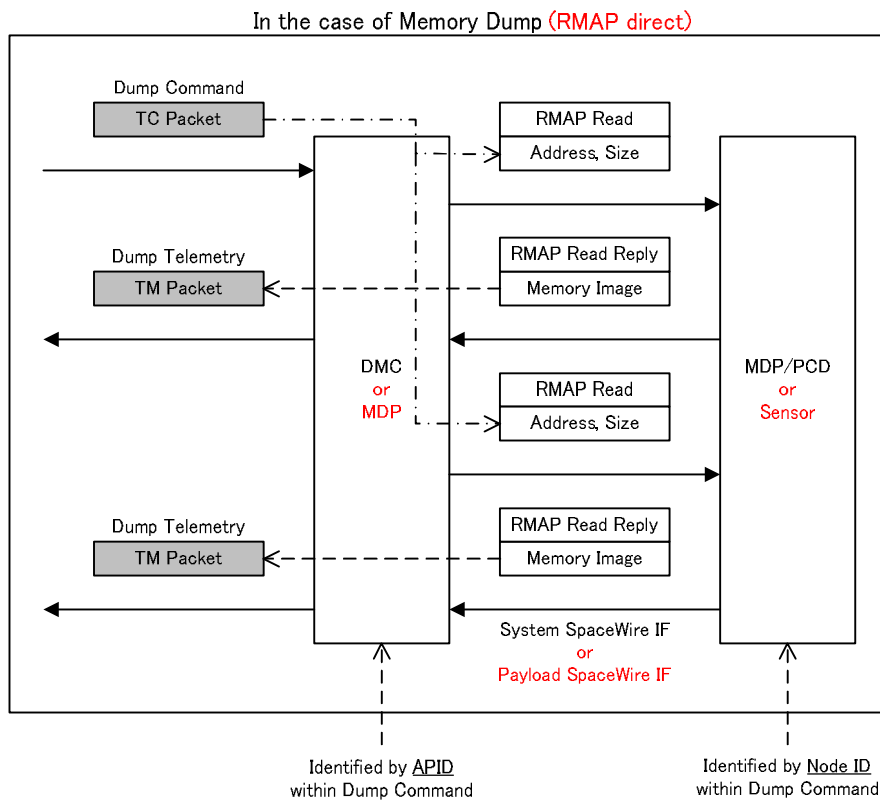 In the case of Memory Dump (RMAP direct)
Dump Command
TC Packet
RMAP Read
Address, Size
Dump Telemetry
TM Packet
RMAP Read Reply
Memory Image
DMC
or
MDP
MDP/PCD
or
Sensor
RMAP Read
Address, Size
Dump Telemetry
TM Packet
RMAP Read Reply
Memory Image
System SpaceWire IF
or
Payload SpaceWire IF
Identified by APID
within Dump Command
Identified by Node ID
within Dump Command